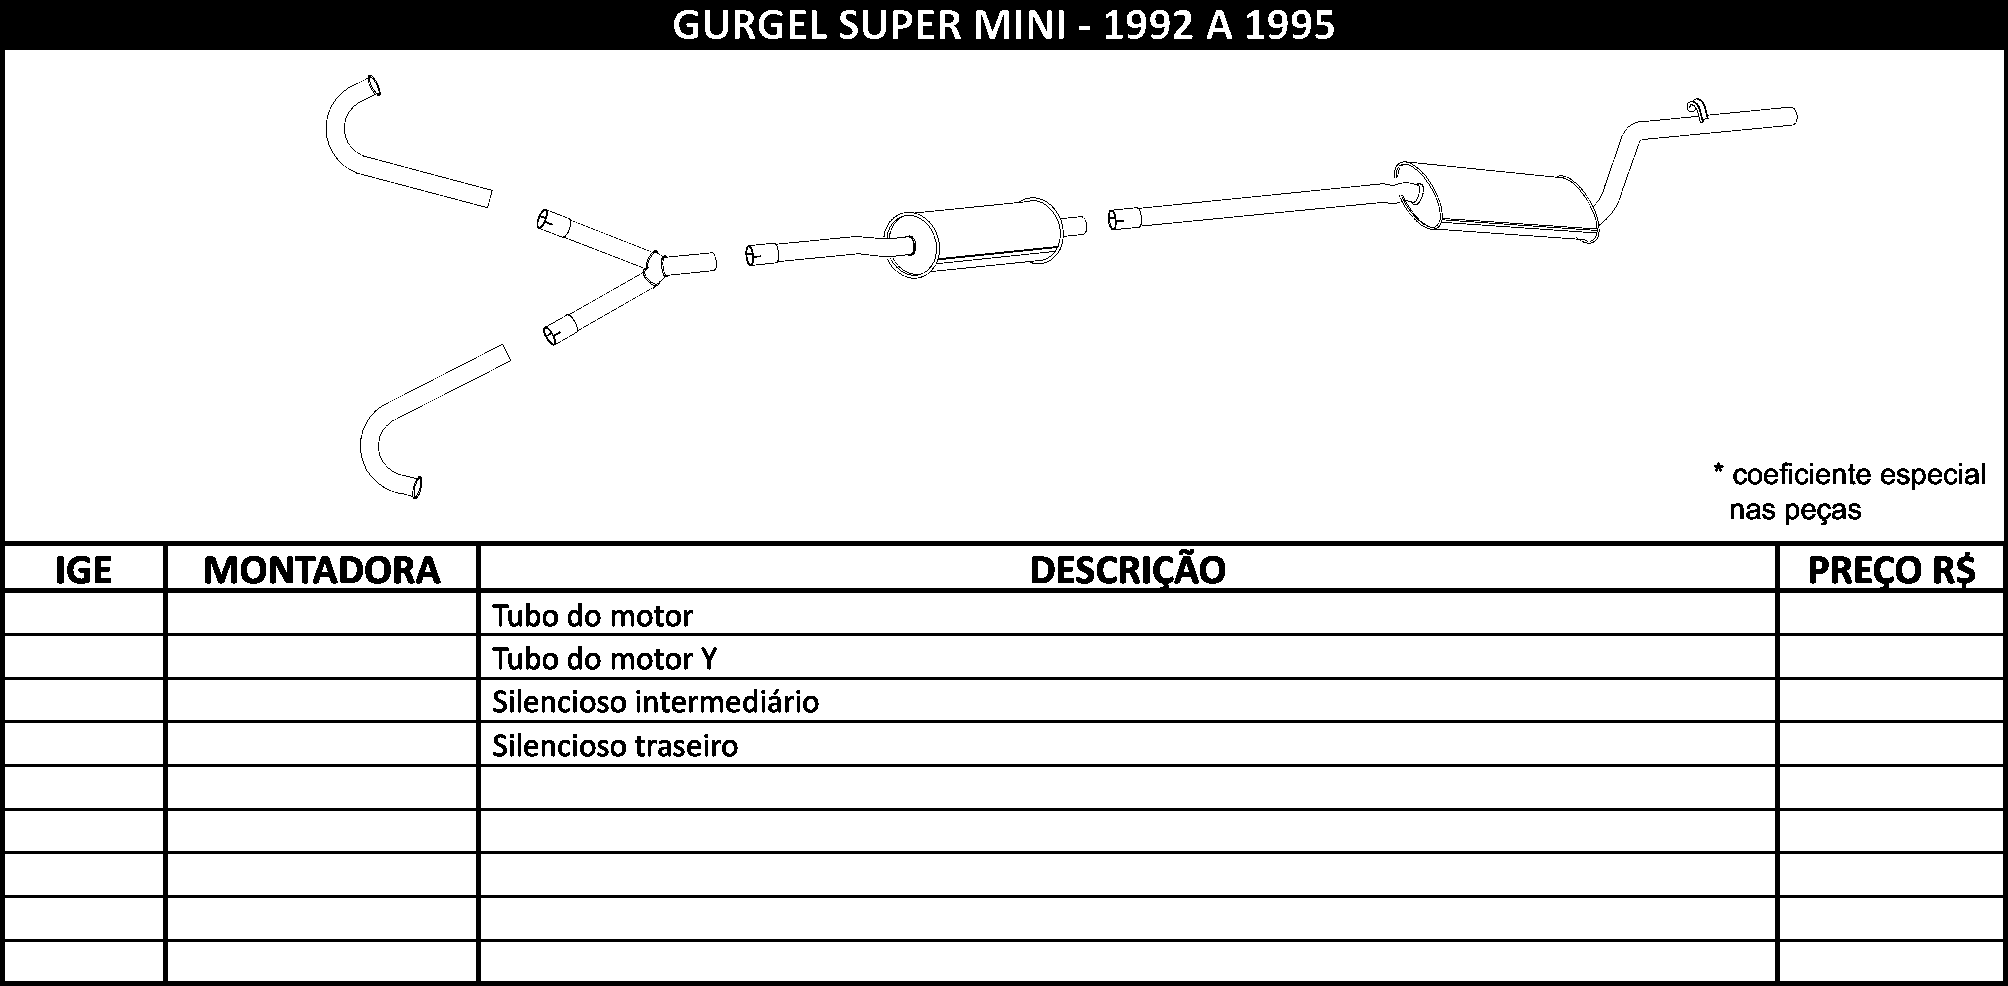 GURGEL SUPER MINI - 1992 A 1995
* coeficiente especial
nas peças
IGE MONTADORA DESCRIÇÃO PREÇO R$
Tubo do motor
Tubo do motor Y
Silencioso intermediário
Silencioso traseiro